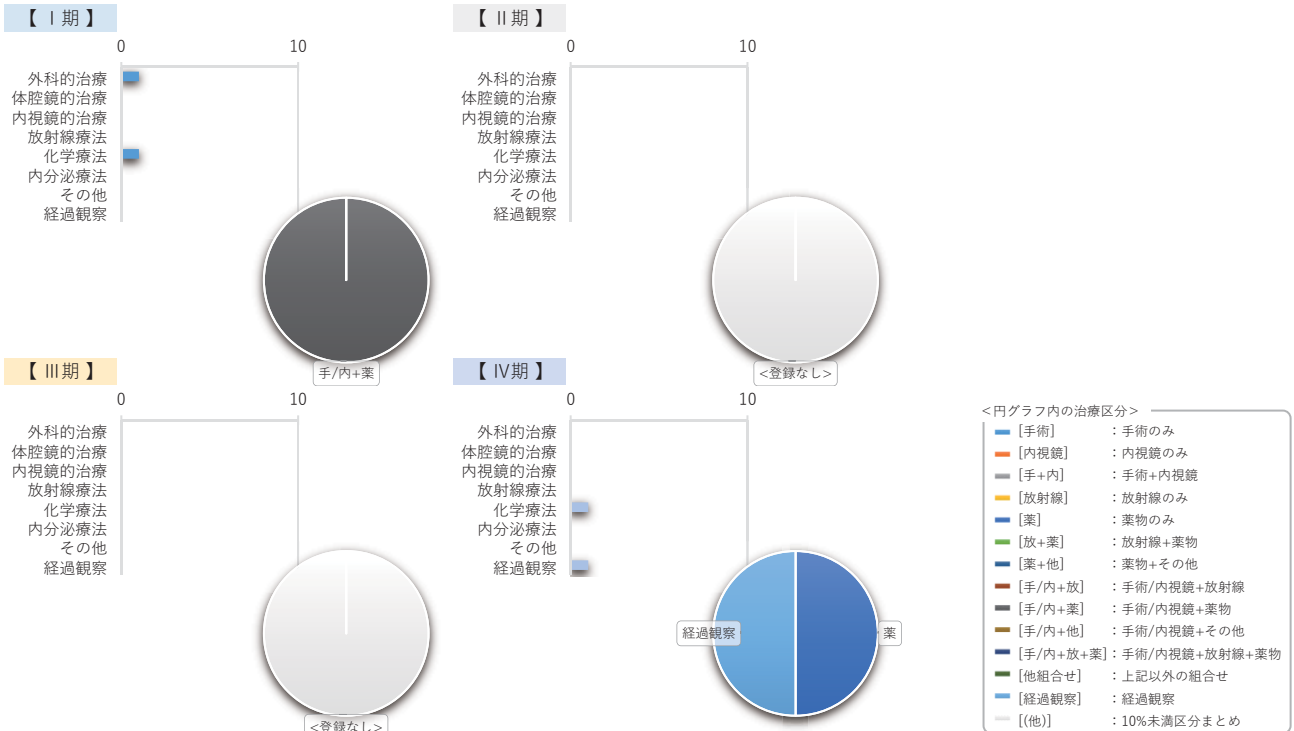 【 Ⅰ期 】
0 10
外科的治療
体腔鏡的治療
内視鏡的治療
放射線療法
化学療法
内分泌療法
その他
経過観察
手/内+薬
【 Ⅱ期 】
0 10
外科的治療
体腔鏡的治療
内視鏡的治療
放射線療法
化学療法
内分泌療法
その他
経過観察
<登録なし>
【 Ⅲ期 】
0 10
外科的治療
体腔鏡的治療
内視鏡的治療
放射線療法
化学療法
内分泌療法
その他
経過観察
<登録なし>
【 Ⅳ期 】
0 10
外科的治療
体腔鏡的治療
内視鏡的治療
放射線療法
化学療法
内分泌療法
その他
経過観察
経過観察
薬
<円グラフ内の治療区分>
[手術] ：手術のみ
[内視鏡] ：内視鏡のみ
[手+内] ：手術+内視鏡
[放射線] ：放射線のみ
[薬] ：薬物のみ
[放+薬] ：放射線+薬物
[薬+他] ：薬物+その他
[手/内+放] ：手術/内視鏡+放射線
[手/内+薬] ：手術/内視鏡+薬物
[手/内+他] ：手術/内視鏡+その他
[手/内+放+薬]：手術/内視鏡+放射線+薬物
[他組合せ] ：上記以外の組合せ
[経過観察] ：経過観察
[(他)] ：10%未満区分まとめ